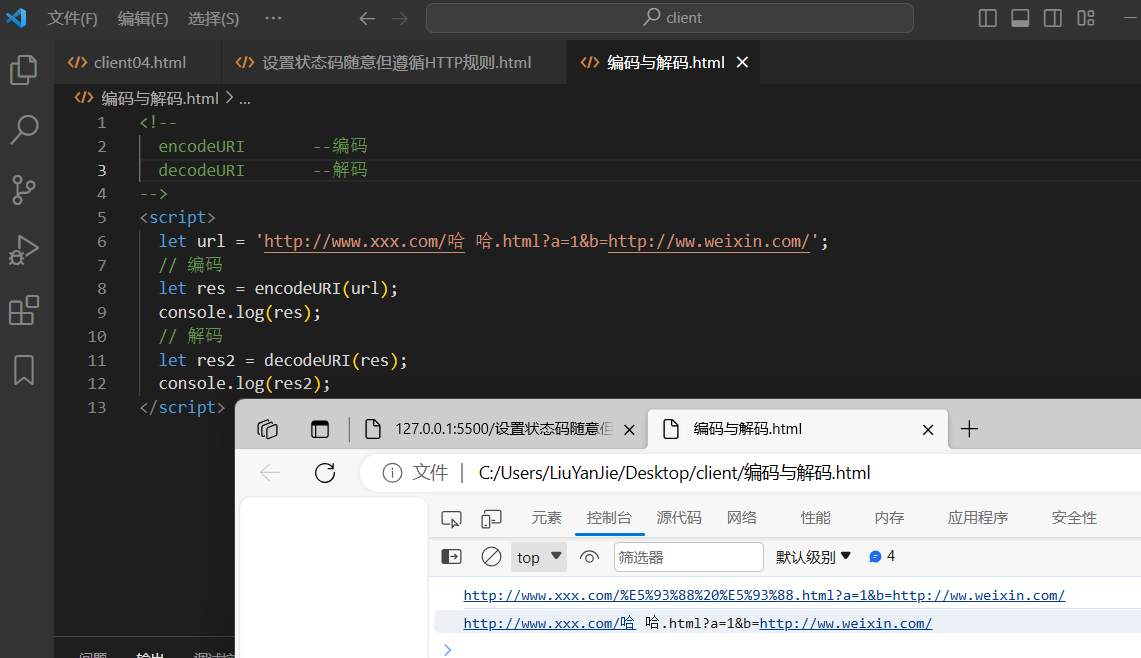 文件(F) 编辑(E) 选择(S) ··· client
client04.html 设置状态码随意但遵循HTTP规则.html 编码与解码.html
编码与解码.html > ...
1 <!--
2 encodeURI --编码
3 decodeURI --解码
4 -->
5 <script>
6 let url = 'http://www.xxx.com/哈 哈.html?a=1&b=http://ww.weixin.com/';
7 // 编码
8 let res = encodeURI(url);
9 console.log(res);
10 // 解码
11 let res2 = decodeURI(res);
12 console.log(res2);
13 </script>
127.0.0.1:5500/设置状态码随意但 编码与解码.html
文件 | C:/Users/LiuYanJie/Desktop/client/编码与解码.html
元素 控制台 源代码 网络 性能 内存 应用程序 安全性
top 筛选器 默认级别 4
http://www.xxx.com/%E5%93%88%20%E5%93%88.html?a=1&b=http://ww.weixin.com/
http://www.xxx.com/哈 哈.html?a=1&b=http://ww.weixin.com/
>
问题 输出